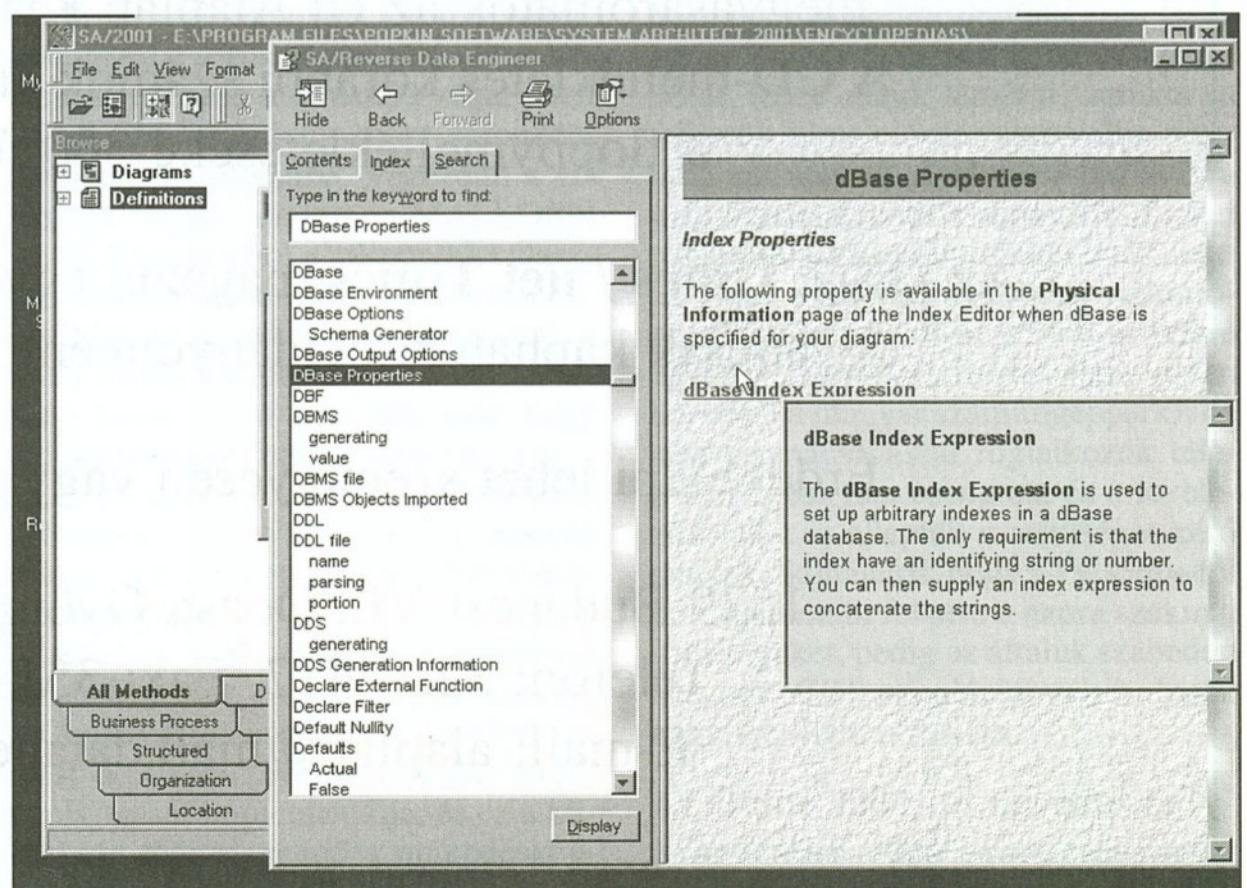 SA/2001 - E:\PROGRAM FILES\POPKIN SOFTWARE\SYSTEM ARCHITECT 2001\ENCYCLOPEDIAS\
File Edit View Format
Browse
Diagrams
Definitions
All Methods D
Business Process
Structured
Organization
Location
SA/Reverse Data Engineer
Hide Back Forward Print Options
Contents Index Search
Type in the keyword to find:
DBase Properties
DBase
DBase Environment
DBase Options
Schema Generator
DBase Output Options
DBase Properties
DBF
DBMS
generating
value
DBMS file
DBMS Objects Imported
DDL
DDL file
name
parsing
portion
DDS
generating
DDS Generation Information
Declare External Function
Declare Filter
Default Nullity
Defaults
Actual
False
Display
dBase Properties
Index Properties
The following property is available in the Physical
Information page of the Index Editor when dBase is
specified for your diagram:
dBase Index Expression
dBase Index Expression
The dBase Index Expression is used to
set up arbitrary indexes in a dBase
database. The only requirement is that the
index have an identifying string or number.
You can then supply an index expression to
concatenate the strings.